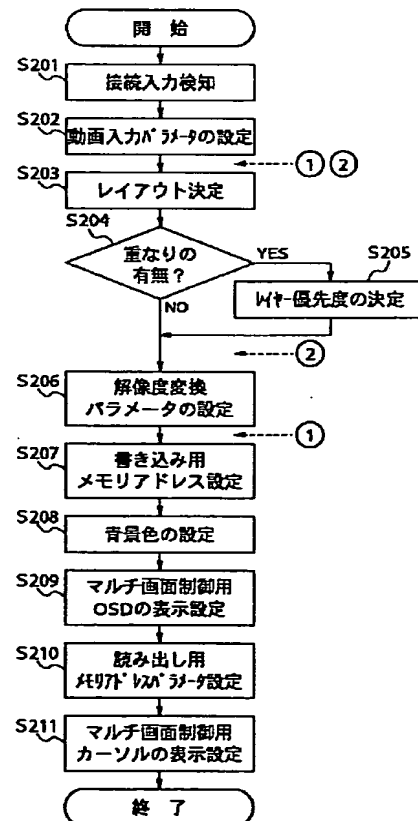 開 始
S201
接続入力検知
S202
動画入力ﾊﾟﾗﾒｰﾀの設定
① ②
S203
レイアウト決定
S204
重なりの
有無？
YES
S205
ﾚｲﾔｰ優先度の決定
NO
②
S206
解像度変換
パラメータの設定
①
S207
書き込み用
メモリアドレス設定
S208
背景色の設定
S209
マルチ画面制御用
OSDの表示設定
S210
読み出し用
ﾒﾓﾘｱﾄﾞﾚｽﾊﾟﾗﾒｰﾀ設定
S211
マルチ画面制御用
カーソルの表示設定
終 了